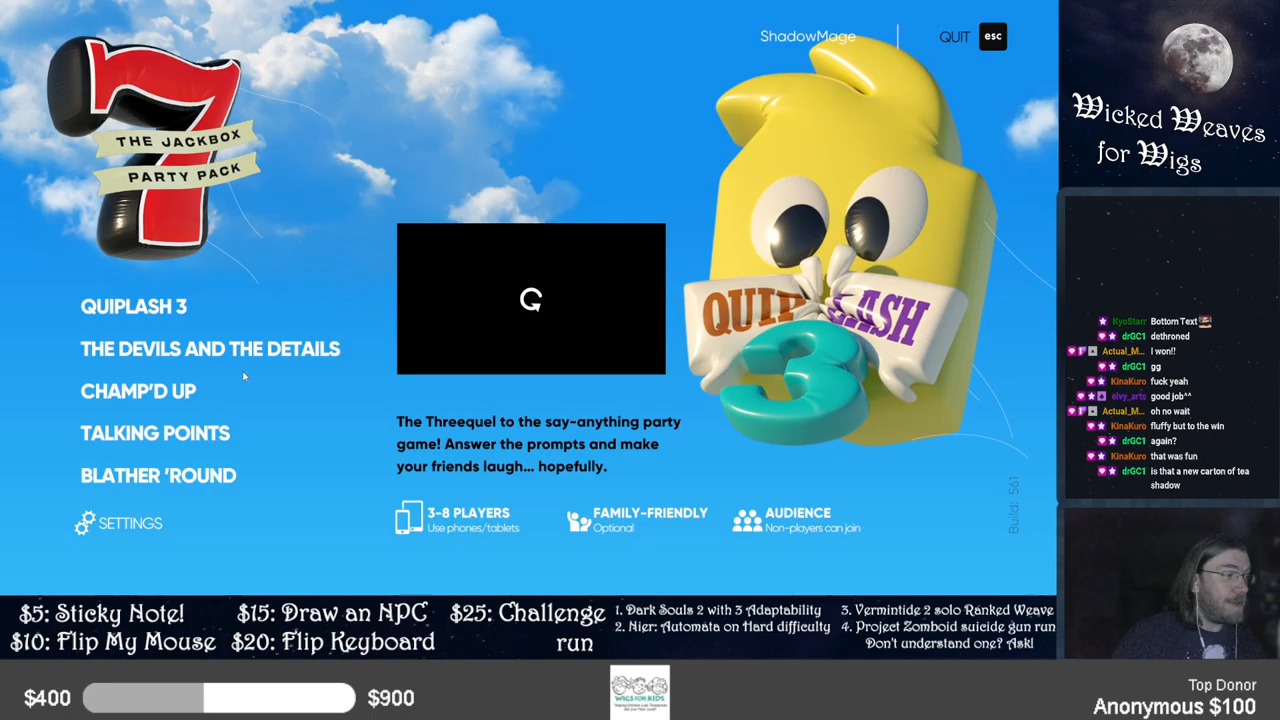 ShadowMage
QUIT esc
7
THE JACKBOX
PARTY PACK
QUIPLASH 3
THE DEVILS AND THE DETAILS
CHAMP'D UP
TALKING POINTS
BLATHER 'ROUND
SETTINGS
QUIPLASH
3
The Threequel to the say-anything party
game! Answer the prompts and make
your friends laugh... hopefully.
3-8 PLAYERS
Use phones/tablets
FAMILY-FRIENDLY
Optional
AUDIENCE
Non-players can join
Build: 561
Wicked Weaves
for Wigs
KyoStarr Bottom Text
drGC1 dethroned
Actual_M... I won!!
drGC1 gg
KinaKuro fuck yeah
elvy_arts good job^^
Actual_M... oh no wait
KinaKuro fluffy but to the win
drGC1 again?
KinaKuro that was fun
drGC1 is that a new carton of tea
shadow
$5: Sticky Note!
$10: Flip My Mouse
$15: Draw an NPC
$20: Flip Keyboard
$25: Challenge
run
1. Dark Souls 2 with 3 Adaptability
2. Nier: Automata on Hard difficulty
3. Vermintide 2 solo Ranked Weave
4. Project Zomboid suicide gun run
Don't understand one? Ask!
$400
$900
WIGS FOR KIDS
Top Donor
Anonymous $100